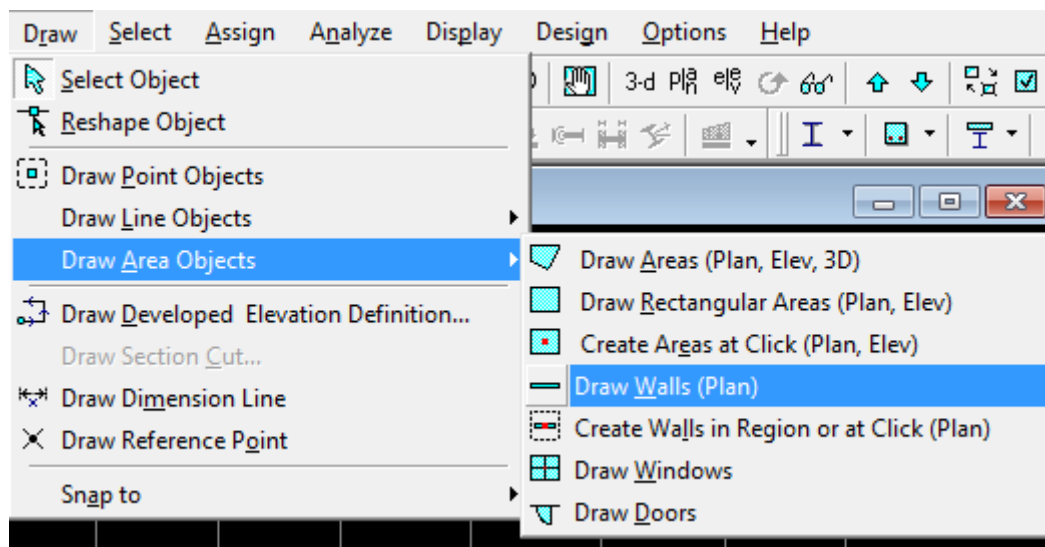 Draw Select Assign Analyze Display Design Options Help
Select Object
3-d
Reshape Object
Draw Point Objects
Draw Line Objects
Draw Area Objects
Draw Areas (Plan, Elev, 3D)
Draw Rectangular Areas (Plan, Elev)
Create Areas at Click (Plan, Elev)
Draw Walls (Plan)
Create Walls in Region or at Click (Plan)
Draw Windows
Draw Doors
Draw Developed Elevation Definition...
Draw Section Cut...
Draw Dimension Line
Draw Reference Point
Snap to